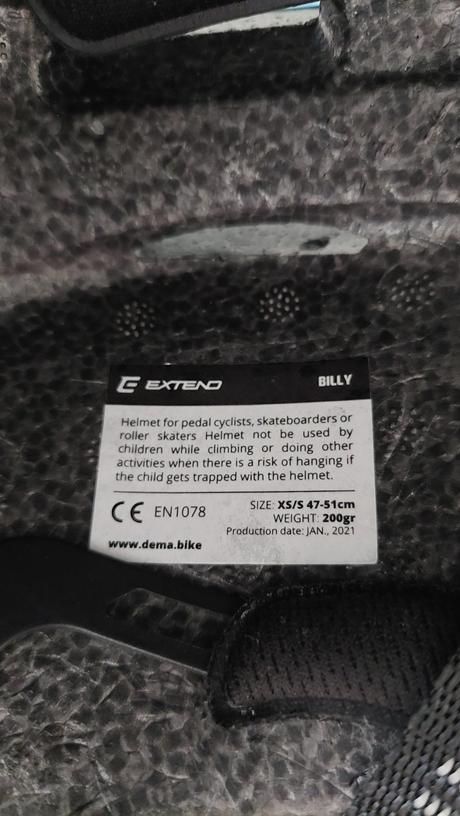 EXTEND BILLY
Helmet for pedal cyclists, skateboarders or
roller skaters Helmet not be used by
children while climbing or doing other
activities when there is a risk of hanging if
the child gets trapped with the helmet.
CE EN1078
SIZE: XS/S 47-51cm
WEIGHT: 200gr
Production date: JAN., 2021
www.dema.bike